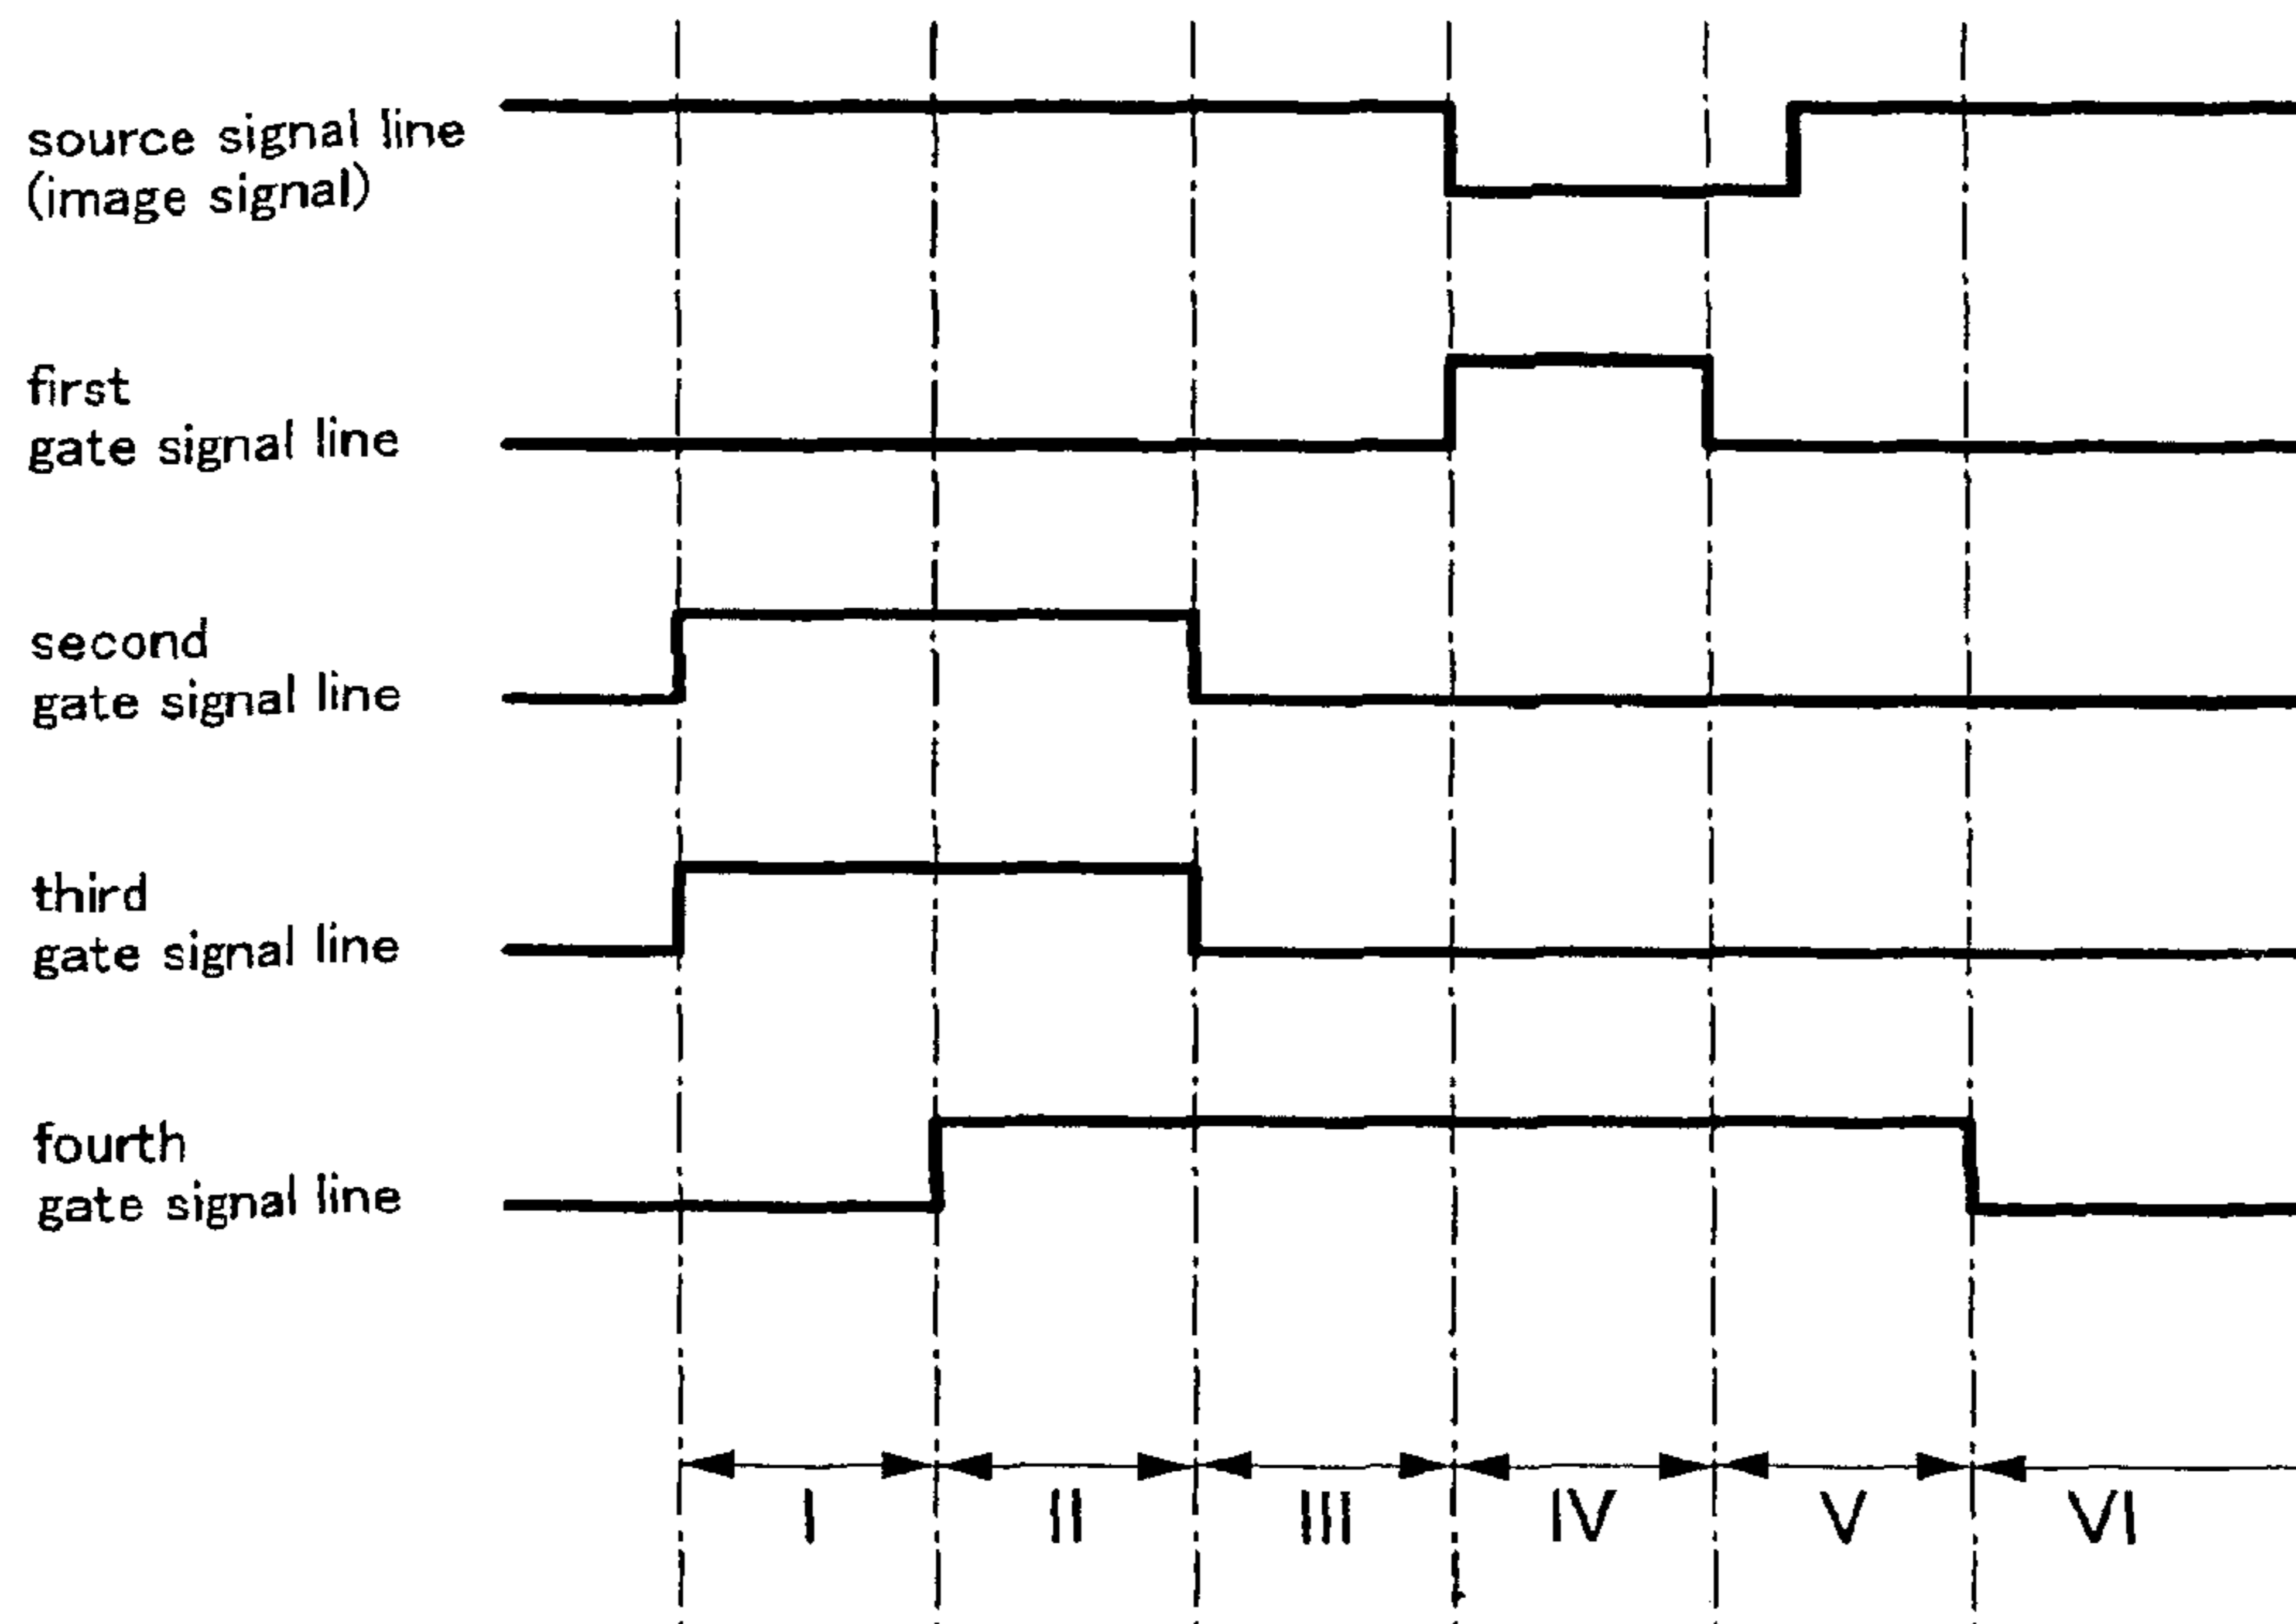 source signal line
(image signal)
first
gate signal line
second
gate signal line
third
gate signal line
fourth
gate signal line
I II III IV V VI